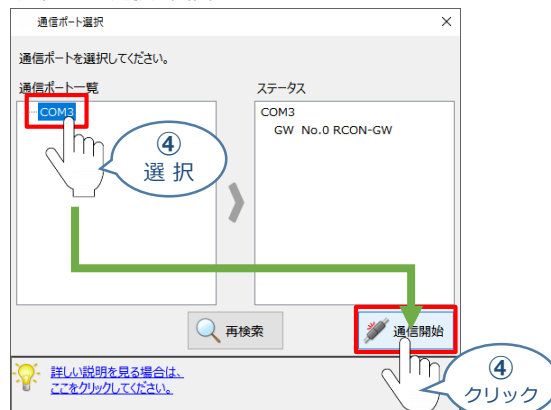 通信ポート選択
通信ポートを選択してください。
通信ポート一覧
ステータス
COM3
COM3
GW No.0 RCON-GW
④
選 択
再検索
通信開始
詳しい説明を見る場合は、
ここをクリックしてください。
④
クリック